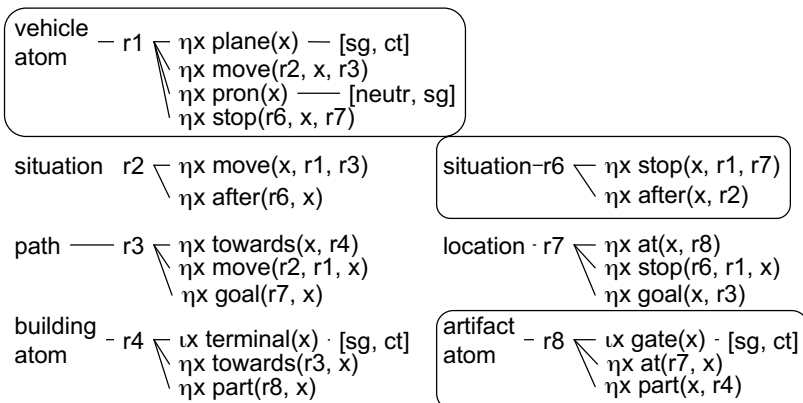 vehicle atom r1 ηx plane(x) [sg, ct]
ηx move(r2, x, r3)
ηx pron(x) [neutr, sg]
ηx stop(r6, x, r7)
situation r2 ηx move(x, r1, r3)
ηx after(r6, x)
situation r6 ηx stop(x, r1, r7)
ηx after(x, r2)
path r3 ηx towards(x, r4)
ηx move(r2, r1, x)
ηx goal(r7, x)
location r7 ηx at(x, r8)
ηx stop(r6, r1, x)
ηx goal(x, r3)
building atom r4 ιx terminal(x) [sg, ct]
ηx towards(r3, x)
ηx part(r8, x)
artifact atom r8 ιx gate(x) [sg, ct]
ηx at(r7, x)
ηx part(x, r4)